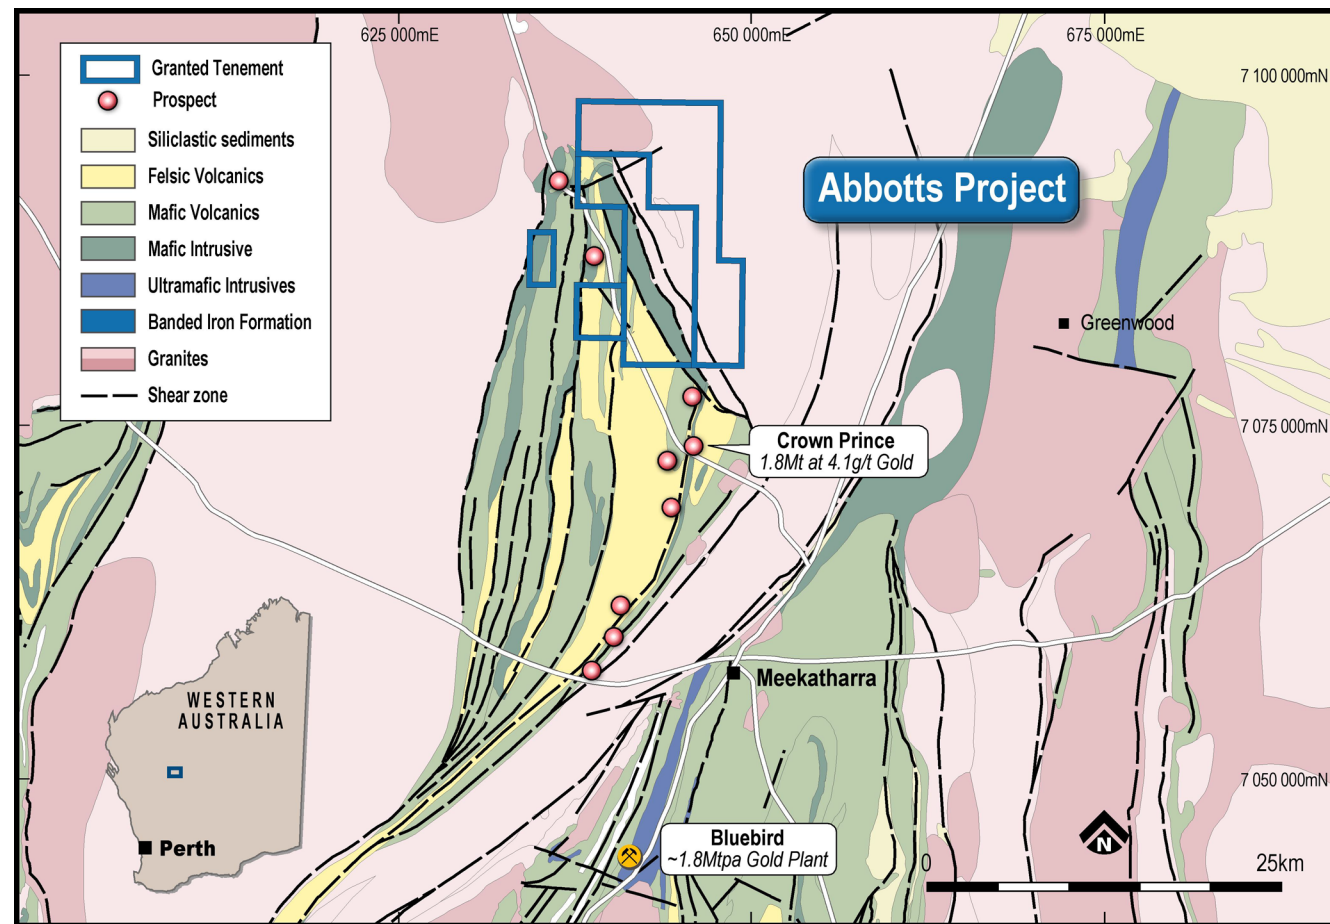 625 000mE
650 000mE
675 000mE
Granted Tenement
Prospect
Siliclastic sediments
Felsic Volcanics
Mafic Volcanics
Mafic Intrusive
Ultramafic Intrusives
Banded Iron Formation
Granites
Shear zone
7 100 000mN
Abbotts Project
Greenwood
7 075 000mN
Crown Prince
1.8Mt at 4.1g/t Gold
Meekatharra
WESTERN
AUSTRALIA
Perth
7 050 000mN
Bluebird
~1.8Mtpa Gold Plant
N
0
25km